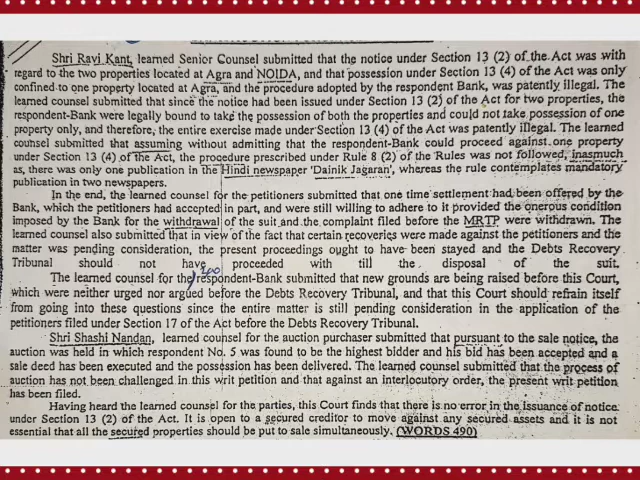 Shri Ravi Kant, learned Senior Counsel submitted that the notice under Section 13 (2) of the Act was with
regard to the two properties located at Agra and NOIDA, and that possession under Section 13 (4) of the Act was only
confined to one property located at Agra, and the procedure adopted by the respondent Bank, was patently illegal. The
learned counsel submitted that since the notice had been issued under Section 13 (2) of the Act for two properties, the
respondent-Bank were legally bound to take the possession of both the properties and could not take possession of one
property only, and therefore, the entire exercise made under Section 13 (4) of the Act was patently illegal. The learned
counsel submitted that assuming without admitting that the respondent-Bank could proceed against one property
under Section 13 (4) of the Act, the procedure prescribed under Rule 8 (2) of the Rules was not followed, inasmuch
as, there was only one publication in the Hindi newspaper 'Dainik Jagaran', whereas the rule contemplates mandatory
publication in two newspapers.
In the end, the learned counsel for the petitioners submitted that one time settlement had been offered by the
Bank, which the petitioners had accepted in part, and were still willing to adhere to it provided the onerous condition
imposed by the Bank for the withdrawal of the suit and the complaint filed before the MRTP were withdrawn. The
learned counsel also submitted that in view of the fact that certain recoveries were made against the petitioners and the
matter was pending consideration, the present proceedings ought to have been stayed and the Debts Recovery
Tribunal should not have proceeded with till the disposal of the suit.
200
The learned counsel for the respondent-Bank submitted that new grounds are being raised before this Court,
which were neither urged nor argued before the Debts Recovery Tribunal, and that this Court should refrain itself
from going into these questions since the entire matter is still pending consideration in the application of the
petitioners filed under Section 17 of the Act before the Debts Recovery Tribunal.
Shri Shashi Nandan, learned counsel for the auction purchaser submitted that pursuant to the sale notice, the
auction was held in which respondent No. 5 was found to be the highest bidder and his bid has been accepted and a
sale deed has been executed and the possession has been delivered. The learned counsel submitted that the process of
auction has not been challenged in this writ petition and that against an interlocutory order, the present writ petition
has been filed.
Having heard the learned counsel for the parties, this Court finds that there is no error in the issuance of notice
under Section 13 (2) of the Act. It is open to a secured creditor to move against any secured assets and it is not
essential that all the secured properties should be put to sale simultaneously. (WORDS 490)